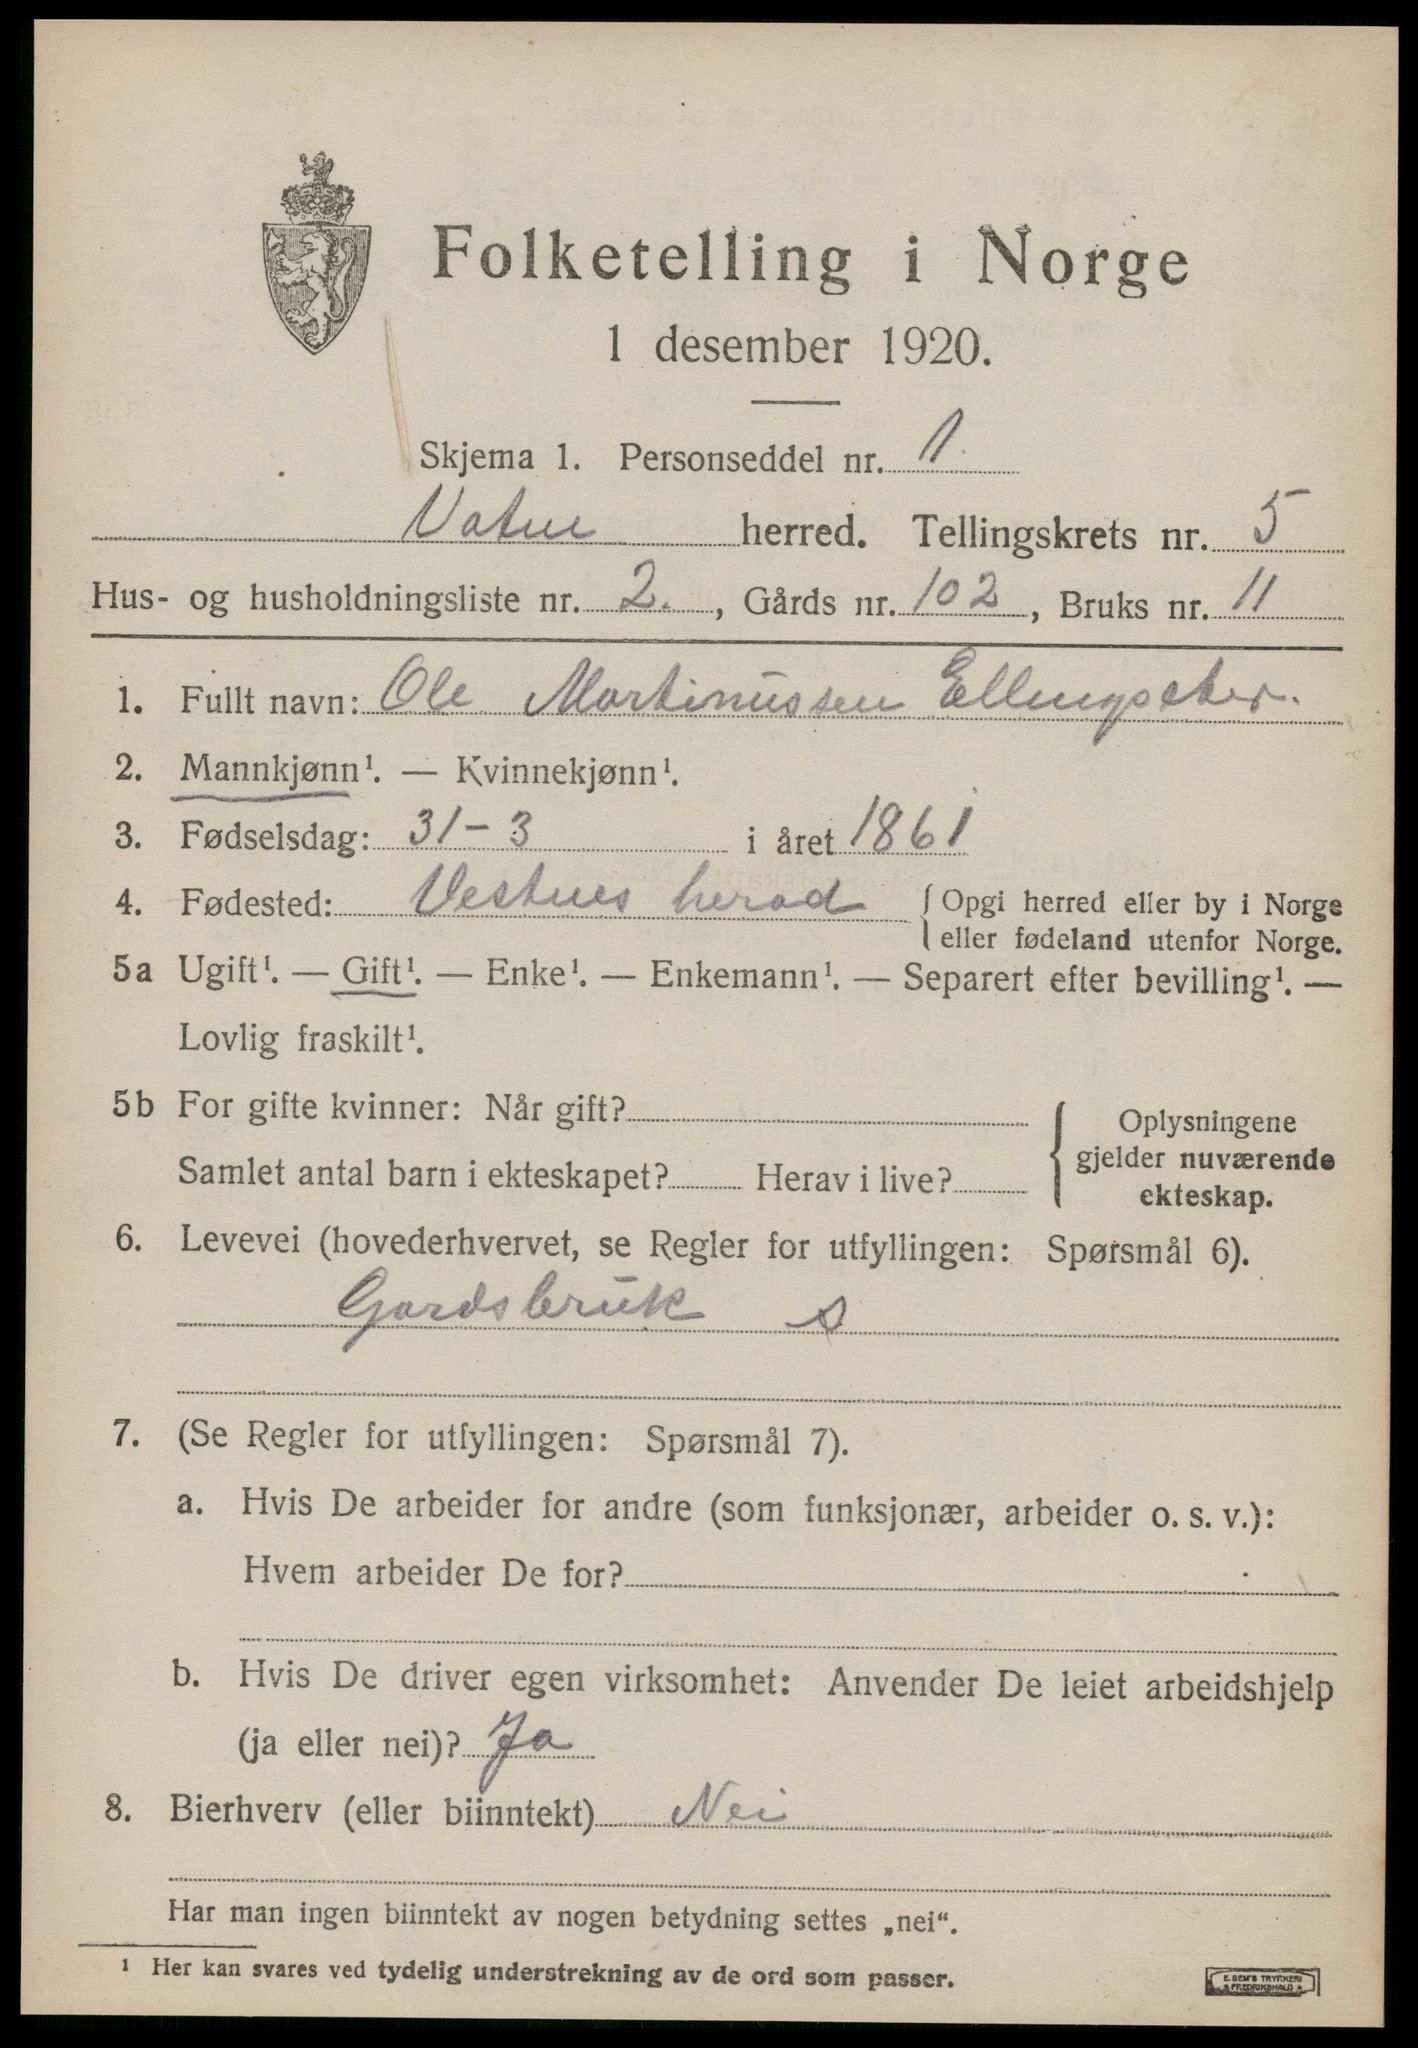 Folketelling i Norge
1 desember 1920.
Skjema 1. Personseddel nr. 1.
Vatne herred. Tellingskrets nr. 5
Hus- og husholdningsliste nr. 2. , Gårds nr. 102 , Bruks nr. 11
1. Fullt navn: Ole Martinussen Ellingseter.
2. Mannkjønn¹. — Kvinnekjønn¹.
3. Fødselsdag: 31-3 i året 1861
4. Fødested: Vestnes herad { Opgi herred eller by i Norge
eller fødeland utenfor Norge.
5a Ugift¹. — Gift¹. — Enke¹. — Enkemann¹. — Separert efter bevilling¹. —
Lovlig fraskilt¹.
5b For gifte kvinner: Når gift?
Samlet antal barn i ekteskapet? Herav i live?
{ Oplysningene
gjelder nuværende
ekteskap.
6. Levevei (hovederhvervet, se Regler for utfyllingen: Spørsmål 6).
Gardsbruk s
7. (Se Regler for utfyllingen: Spørsmål 7).
a. Hvis De arbeider for andre (som funksjonær, arbeider o. s. v.):
Hvem arbeider De for?
b. Hvis De driver egen virksomhet: Anvender De leiet arbeidshjelp
(ja eller nei)? Ja
8. Bierhverv (eller biinntekt) Nei
Har man ingen biinntekt av nogen betydning settes „nei“.
¹ Her kan svares ved tydelig understrekning av de ord som passer.
E. SEM'S TRYKKERI
FREDRIKSHALD